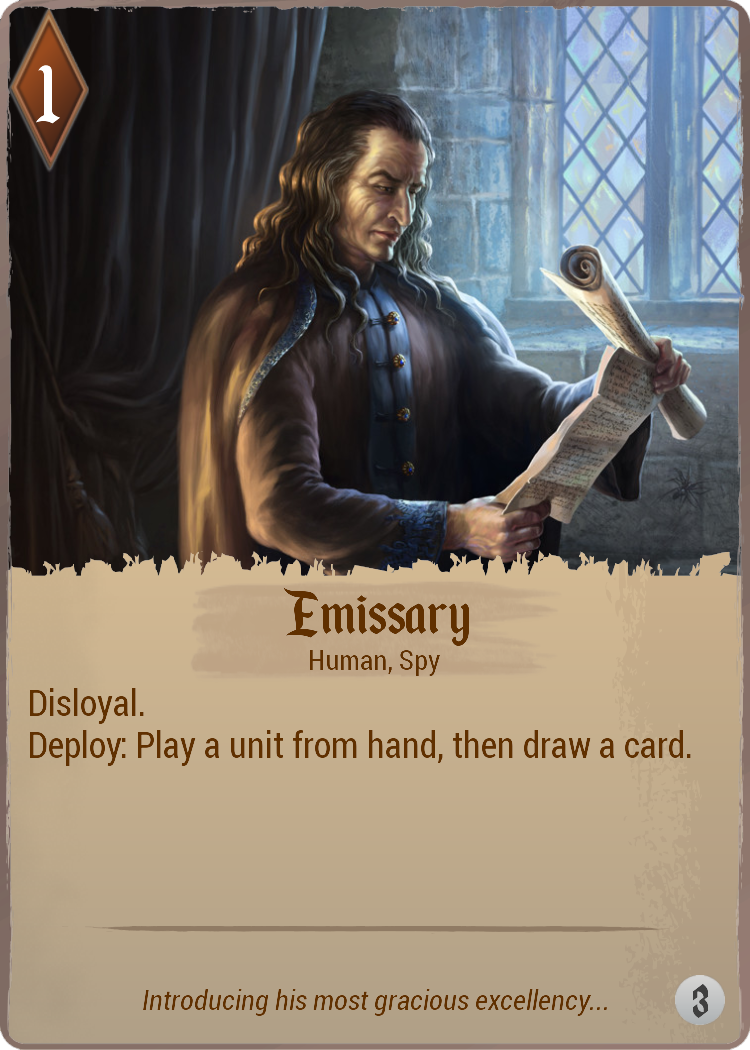 1
Emissary
Human, Spy
Disloyal.
Deploy: Play a unit from hand, then draw a card.
Introducing his most gracious excellency...
3